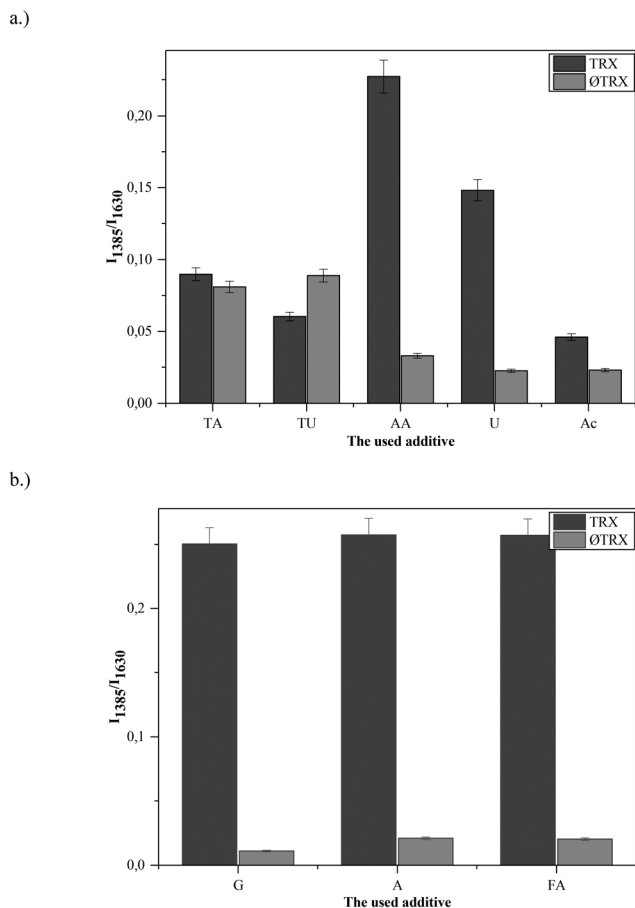 a.)
TRX
ØTRX
0,20
0,15
0,10
0,05
0,00
I1385/I1630
TA TU AA U Ac
The used additive
b.)
TRX
ØTRX
0,2
0,1
0,0
I1385/I1630
G A FA
The used additive